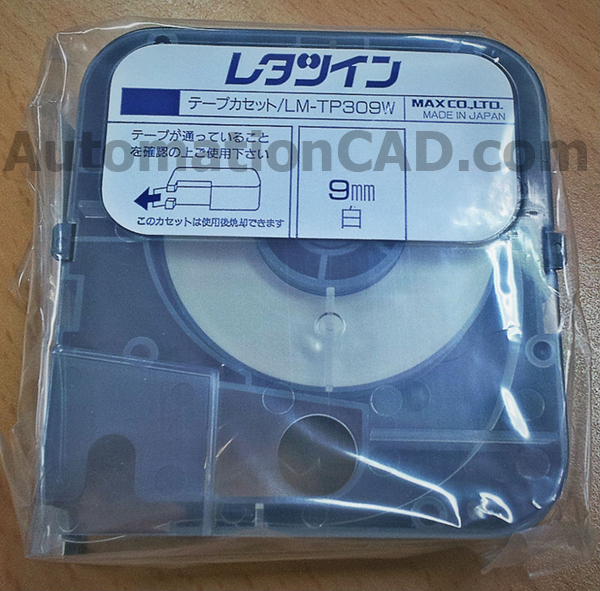 レタツイン
テープカセット/LM-TP309W
MAX CO.,LTD.
MADE IN JAPAN
テープが通っていること
を確認の上ご使用下さい
AutomationCAD.com
9mm
白
このカセットは使用後焼却できます